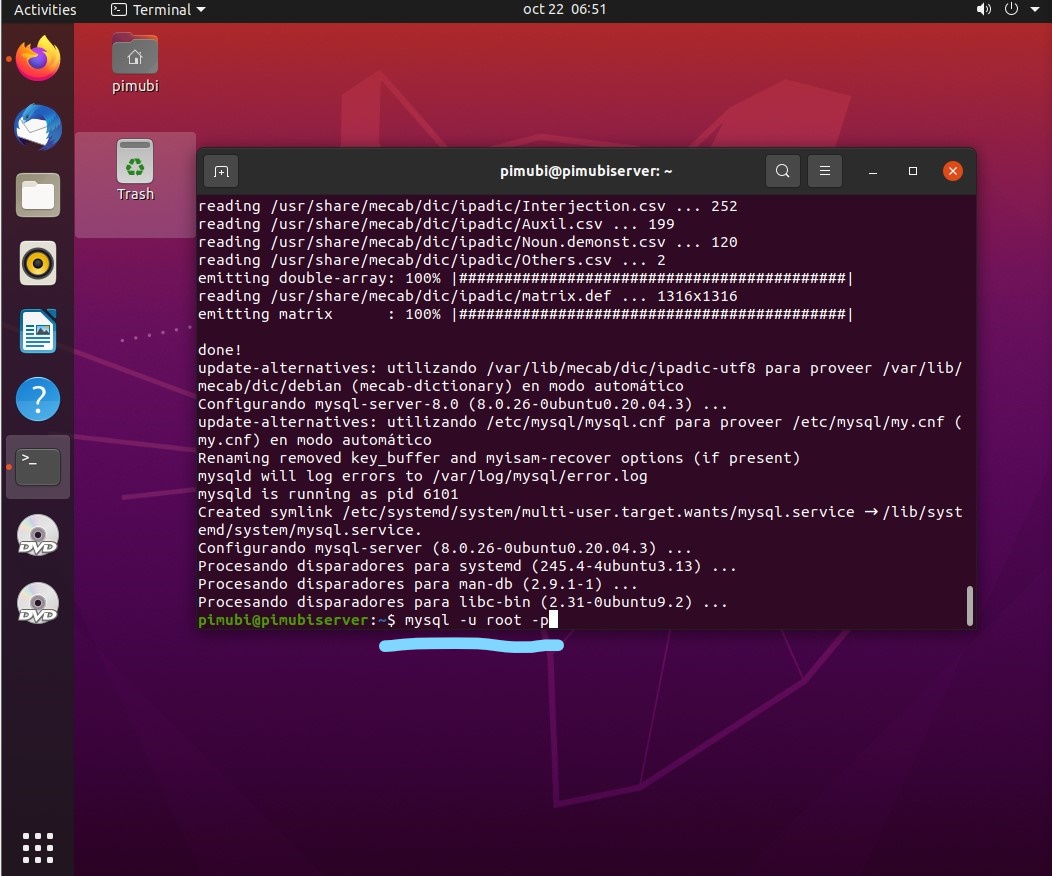 Activities
Terminal
oct 22 06:51
pimubi
Trash
pimubi@pimubiserver: ~
reading /usr/share/mecab/dic/ipadic/Interjection.csv ... 252
reading /usr/share/mecab/dic/ipadic/Auxil.csv ... 199
reading /usr/share/mecab/dic/ipadic/Noun.demonst.csv ... 120
reading /usr/share/mecab/dic/ipadic/Others.csv ... 2
emitting double-array: 100% |###########################################|
reading /usr/share/mecab/dic/ipadic/matrix.def ... 1316x1316
emitting matrix      : 100% |###########################################|
done!
update-alternatives: utilizando /var/lib/mecab/dic/ipadic-utf8 para proveer /var/lib/
mecab/dic/debian (mecab-dictionary) en modo automático
Configurando mysql-server-8.0 (8.0.26-0ubuntu0.20.04.3) ...
update-alternatives: utilizando /etc/mysql/mysql.cnf para proveer /etc/mysql/my.cnf (
my.cnf) en modo automático
Renaming removed key_buffer and myisam-recover options (if present)
mysqld will log errors to /var/log/mysql/error.log
mysqld is running as pid 6101
Created symlink /etc/systemd/system/multi-user.target.wants/mysql.service → /lib/syst
emd/system/mysql.service.
Configurando mysql-server (8.0.26-0ubuntu0.20.04.3) ...
Procesando disparadores para systemd (245.4-4ubuntu3.13) ...
Procesando disparadores para man-db (2.9.1-1) ...
Procesando disparadores para libc-bin (2.31-0ubuntu9.2) ...
pimubi@pimubiserver:~$ mysql -u root -p
>_
DVD
DVD